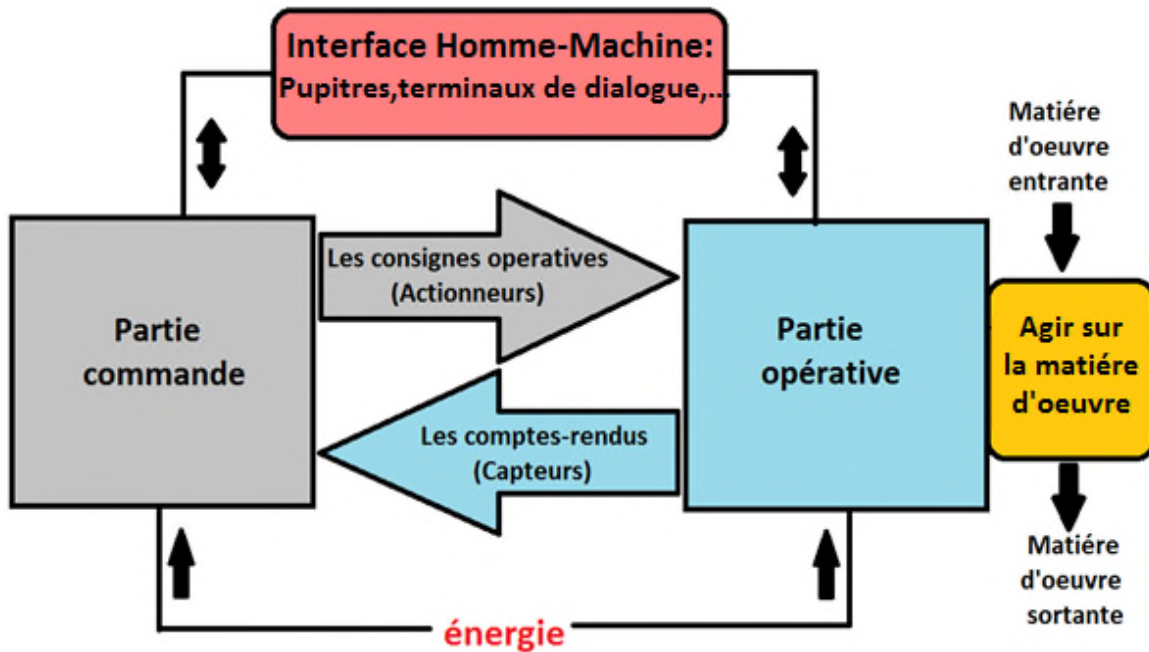 Interface Homme-Machine:
Pupitres,terminaux de dialogue,...
Matiére
d'oeuvre
entrante
Les consignes operatives
(Actionneurs)
Partie
commande
Partie
opérative
Agir sur
la matiére
d'oeuvre
Les comptes-rendus
(Capteurs)
Matiére
d'oeuvre
sortante
énergie